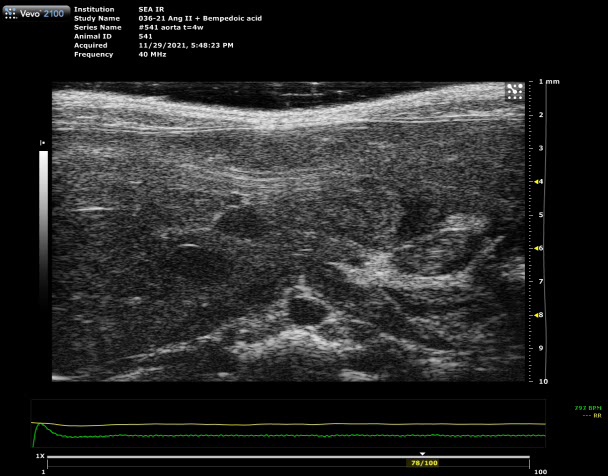 Vevo 2100
Institution SEA IR
Study Name 036-21 Ang II + Bempedoic acid
Series Name #541 aorta t=4w
Animal ID 541
Acquired 11/29/2021, 5:48:23 PM
Frequency 40 MHz
1 mm
2
3
4
5
6
7
8
9
10
--- RR
1X
78/100
1 100